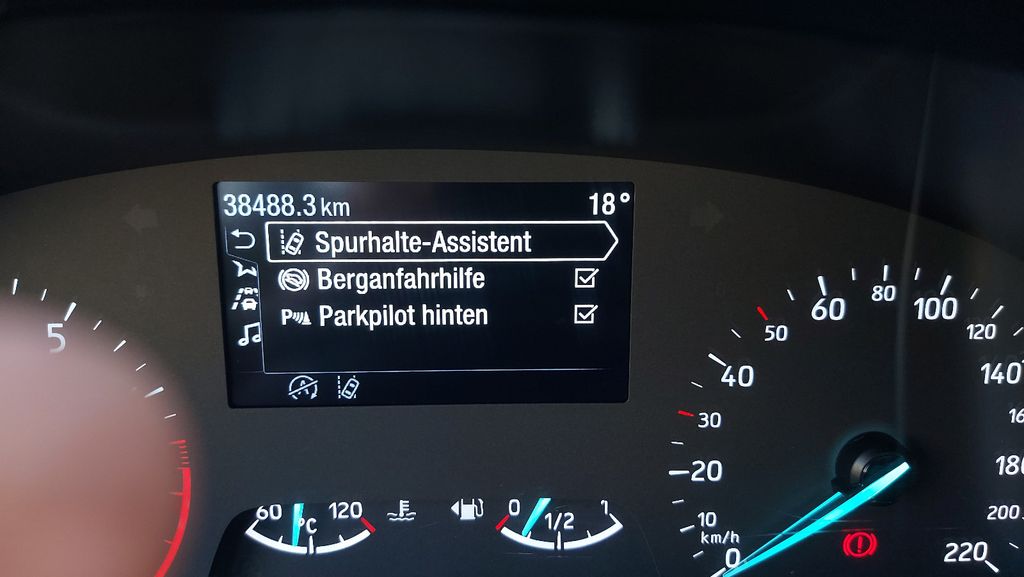 38488.3 km 18°
Spurhalte-Assistent
Berganfahrhilfe
P Parkpilot hinten
A
5
60 °C 120
0 1/2 1
0 10 20 30 40 50 60 80 100 120 140 180 200 220
km/h